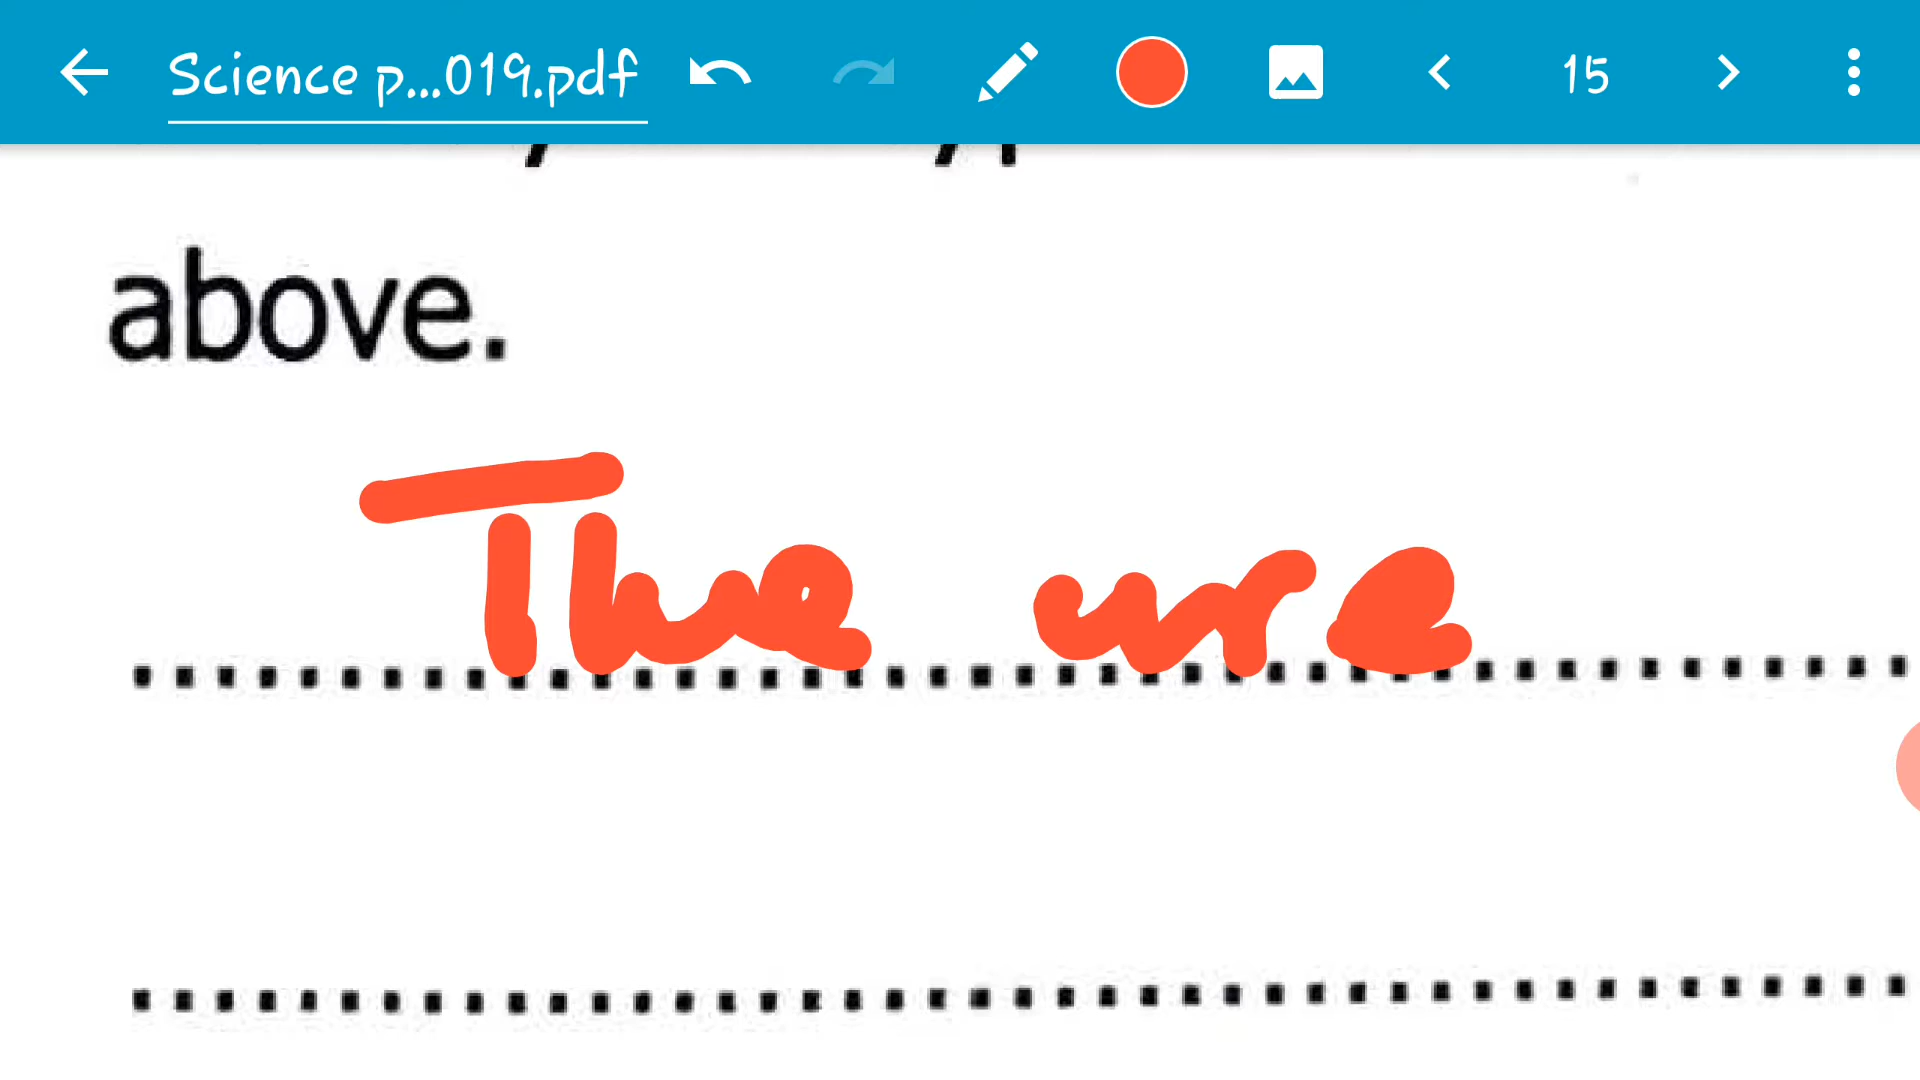 Science p...019.pdf 15
above.
The ure